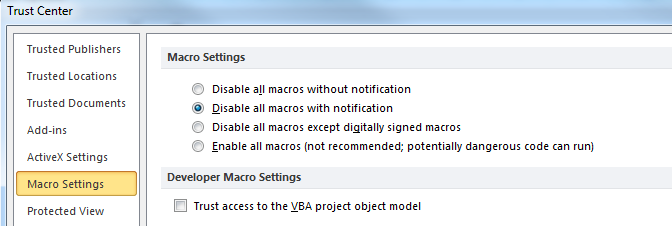 Trust Center
Trusted Publishers
Trusted Locations
Trusted Documents
Add-ins
ActiveX Settings
Macro Settings
Protected View
Macro Settings
Disable all macros without notification
Disable all macros with notification
Disable all macros except digitally signed macros
Enable all macros (not recommended; potentially dangerous code can run)
Developer Macro Settings
Trust access to the VBA project object model